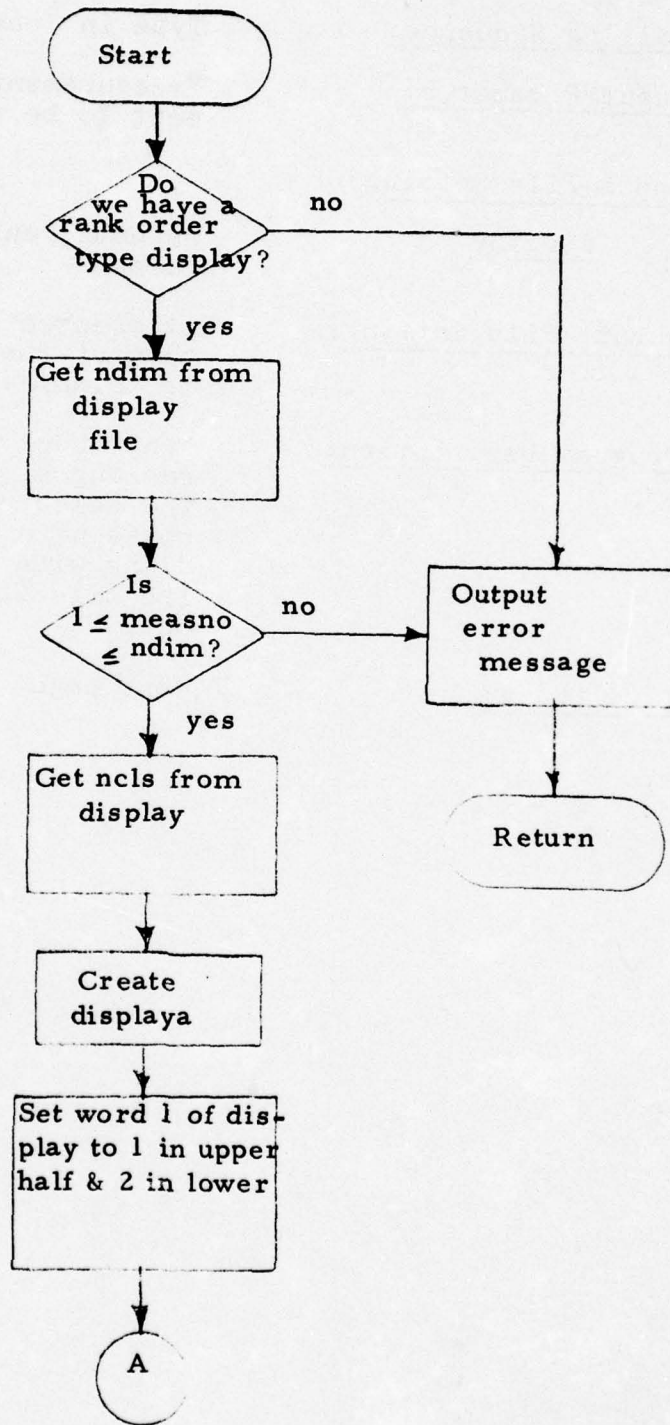 Start
Do
we have a
rank order
type display?
no
yes
Get ndim from
display
file
Is
1 ≤ measno
≤ ndim?
no
yes
Output
error
message
Return
Get ncls from
display
Create
displaya
Set word 1 of dis-
play to 1 in upper
half & 2 in lower
A